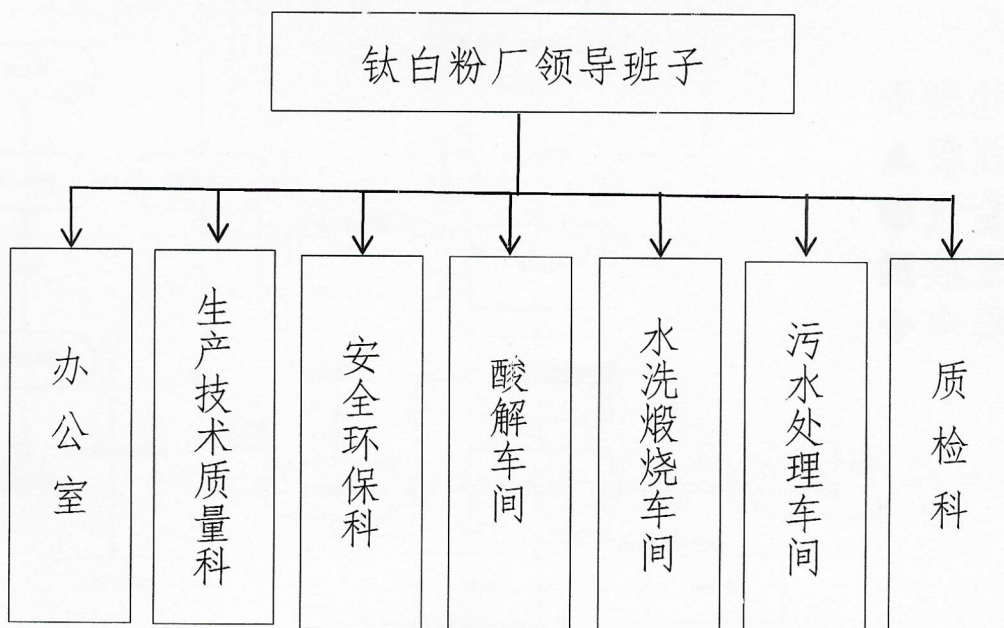 钛白粉厂领导班子
办公室
生产技术质量科
安全环保科
酸解车间
水洗煅烧车间
污水处理车间
质检科